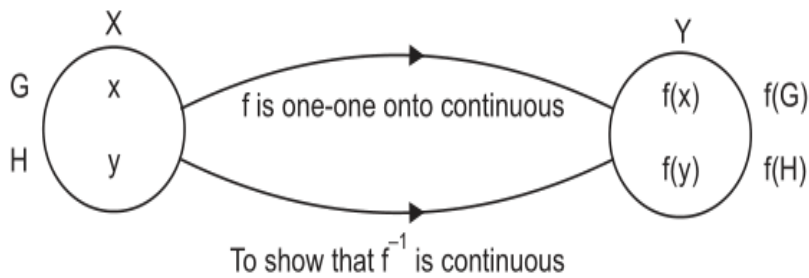 X
Y
G
x
f(x)
f(G)
f is one-one onto continuous
H
y
f(y)
f(H)
To show that f⁻¹ is continuous